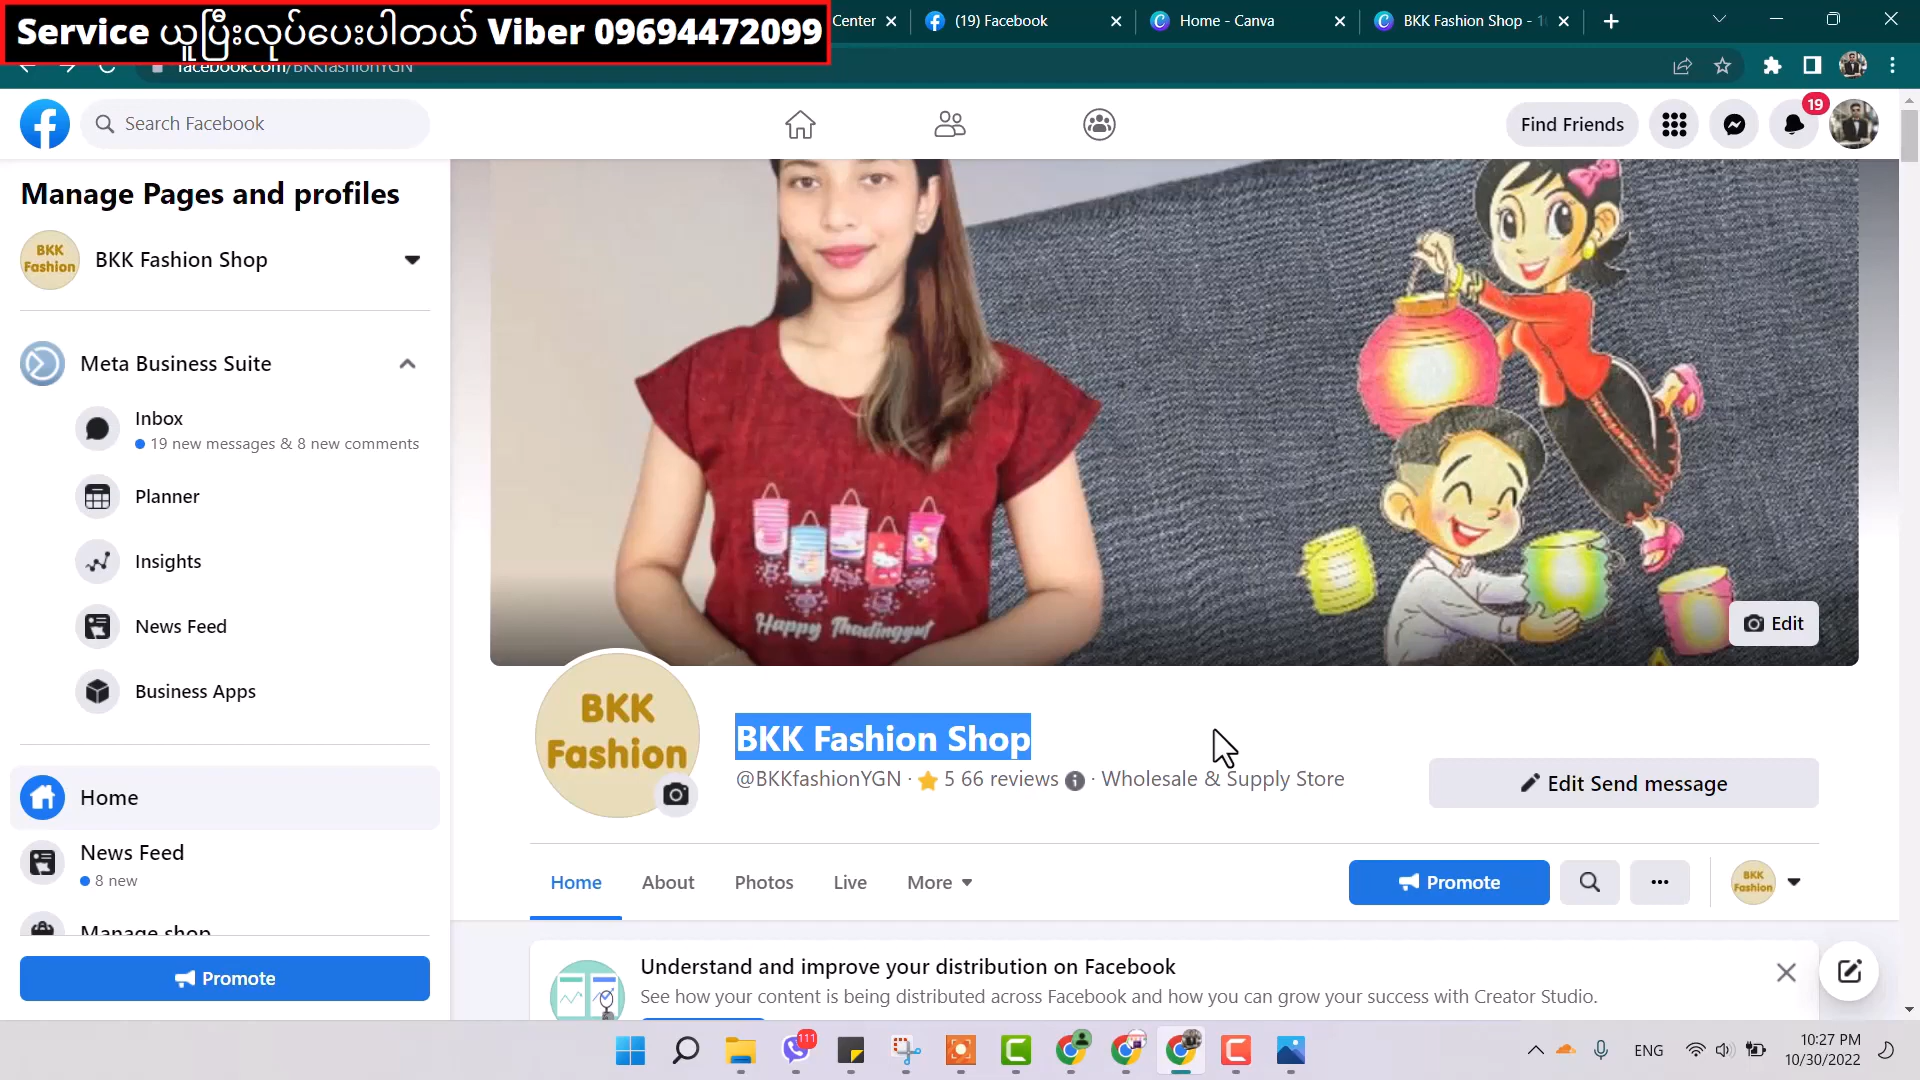 Service ယူပြီးလုပ်ပေးပါတယ် Viber 09694472099
Center
(19) Facebook
Home - Canva
BKK Fashion Shop -
facebook.com/BKKfashionYGN
Search Facebook
Find Friends
19
Manage Pages and profiles
BKK Fashion
BKK Fashion Shop
Meta Business Suite
Inbox
19 new messages & 8 new comments
Planner
Insights
News Feed
Business Apps
Home
News Feed
8 new
Manage shop
Promote
Happy Thadingyut
Edit
BKK
Fashion
BKK Fashion Shop
@BKKfashionYGN · 5 66 reviews · Wholesale & Supply Store
Edit Send message
Home
About
Photos
Live
More
Promote
BKK
Fashion
Understand and improve your distribution on Facebook
See how your content is being distributed across Facebook and how you can grow your success with Creator Studio.
111
ENG
10:27 PM
10/30/2022